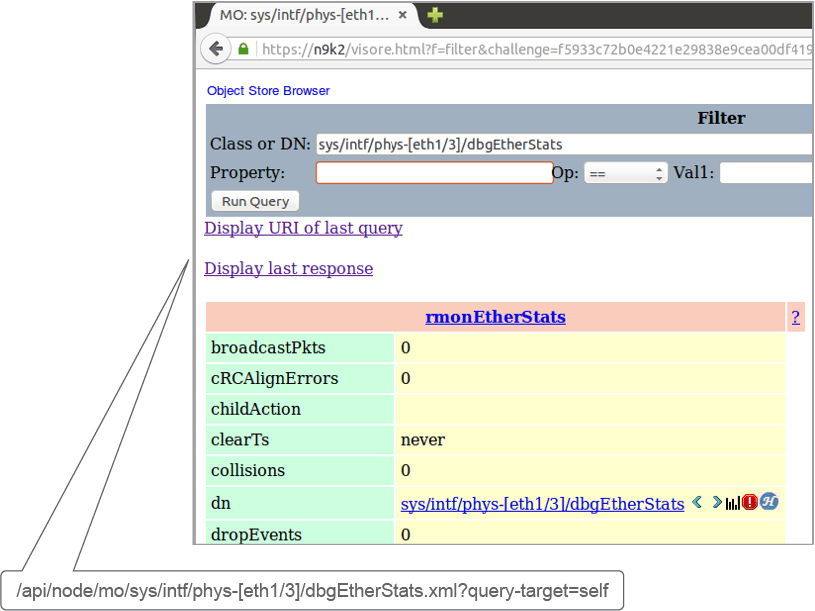 MO: sys/intf/phys-[eth1... ×
https://n9k2/visore.html?f=filter&challenge=f5933c72b0e4221e29838e9cea00df419
Object Store Browser
Filter
Class or DN: sys/intf/phys-[eth1/3]/dbgEtherStats
Property: Op: == Val1:
Run Query
Display URI of last query
Display last response
rmonEtherStats ?
broadcastPkts 0
cRCAlignErrors 0
childAction
clearTs never
collisions 0
dn sys/intf/phys-[eth1/3]/dbgEtherStats H
dropEvents 0
/api/node/mo/sys/intf/phys-[eth1/3]/dbgEtherStats.xml?query-target=self